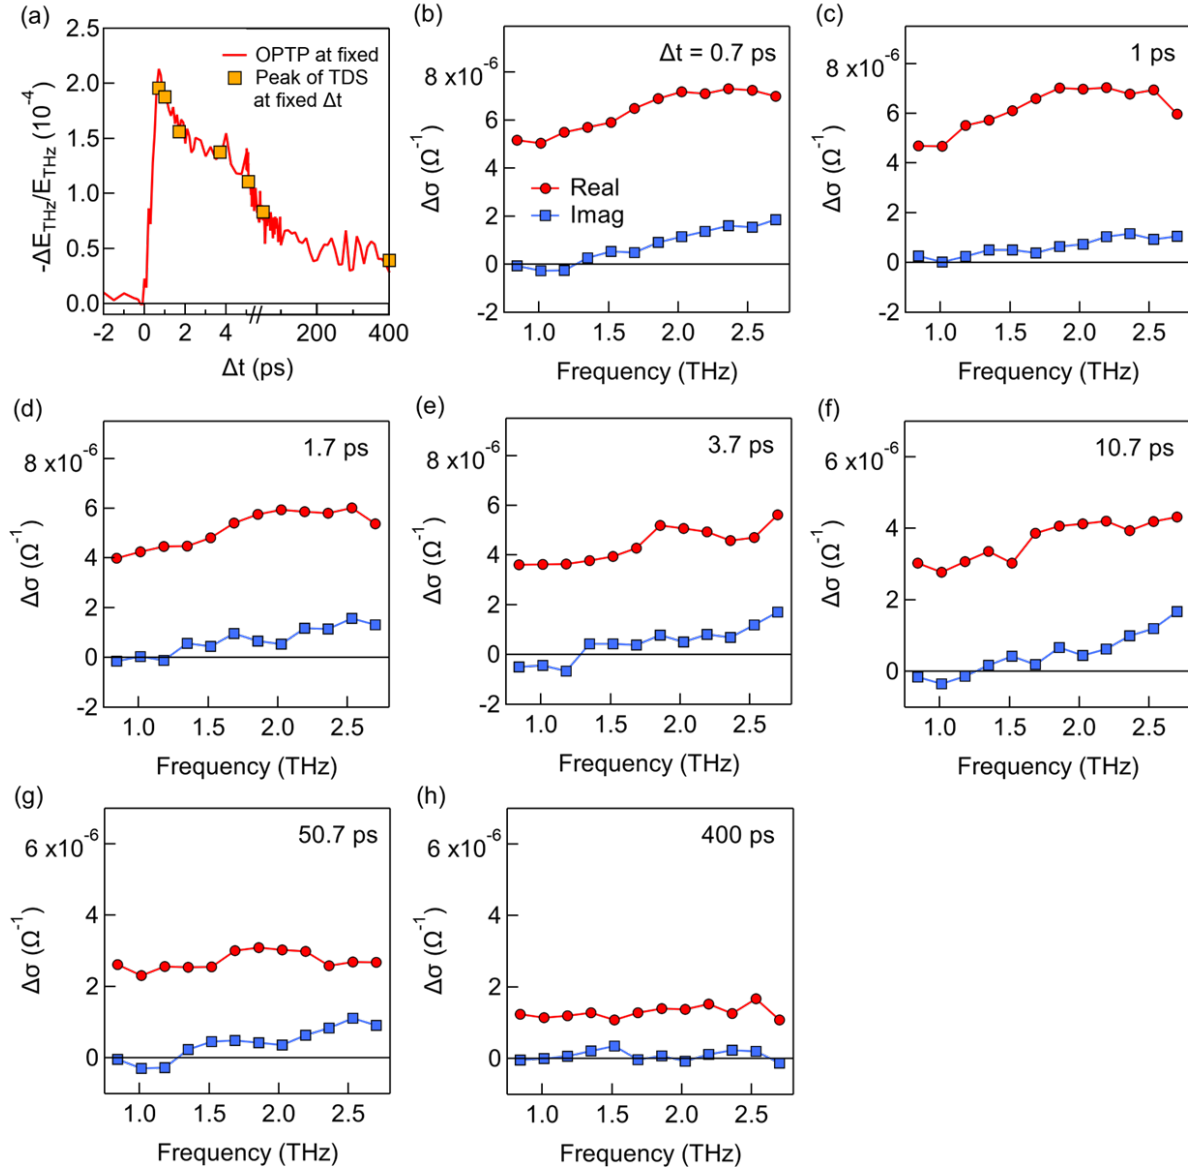 (a)
-ΔE_THz/E_THz (10⁻⁴)
2.5
2.0
1.5
1.0
0.5
0.0
OPTP at fixed
Peak of TDS
at fixed Δt
-2 0 2 4 200 400
Δt (ps)
(b)
Δt = 0.7 ps
Δσ (Ω⁻¹)
8 x10⁻⁶
6
4
2
0
-2
Real
Imag
1.0 1.5 2.0 2.5
Frequency (THz)
(c)
1 ps
Δσ (Ω⁻¹)
8 x10⁻⁶
6
4
2
0
-2
1.0 1.5 2.0 2.5
Frequency (THz)
(d)
1.7 ps
Δσ (Ω⁻¹)
8 x10⁻⁶
6
4
2
0
-2
1.0 1.5 2.0 2.5
Frequency (THz)
(e)
3.7 ps
Δσ (Ω⁻¹)
8 x10⁻⁶
6
4
2
0
-2
1.0 1.5 2.0 2.5
Frequency (THz)
(f)
10.7 ps
Δσ (Ω⁻¹)
6 x10⁻⁶
4
2
0
1.0 1.5 2.0 2.5
Frequency (THz)
(g)
50.7 ps
Δσ (Ω⁻¹)
6 x10⁻⁶
4
2
0
1.0 1.5 2.0 2.5
Frequency (THz)
(h)
400 ps
Δσ (Ω⁻¹)
6 x10⁻⁶
4
2
0
1.0 1.5 2.0 2.5
Frequency (THz)